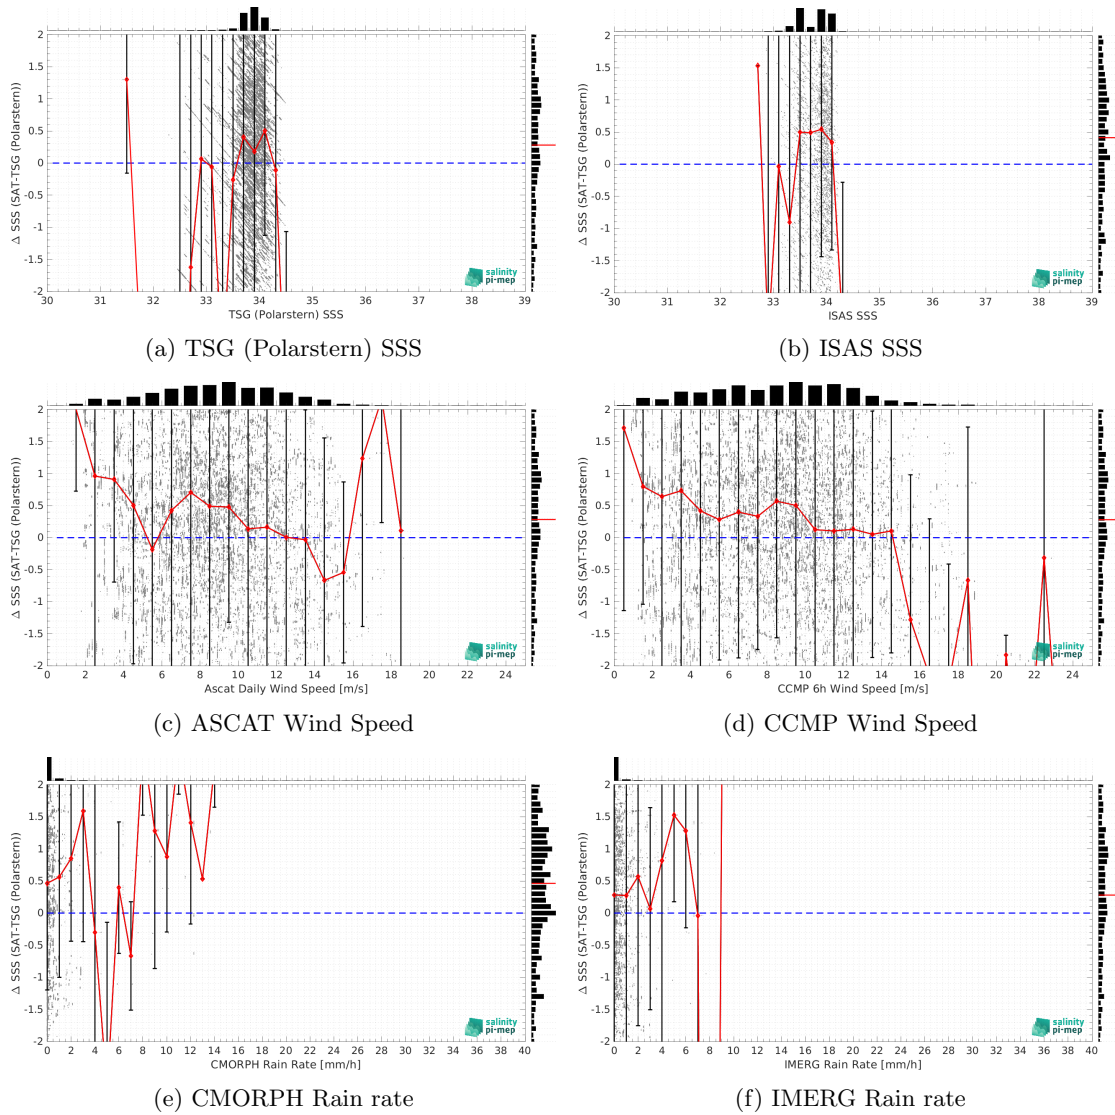 2
1.5
1
0.5
0
-0.5
-1
-1.5
-2
Δ SSS (SAT-TSG (Polarstern))
30 31 32 33 34 35 36 37 38 39
TSG (Polarstern) SSS
salinity
pi-mep
(a) TSG (Polarstern) SSS
2
1.5
1
0.5
0
-0.5
-1
-1.5
-2
Δ SSS (SAT-TSG (Polarstern))
30 31 32 33 34 35 36 37 38 39
ISAS SSS
salinity
pi-mep
(b) ISAS SSS
2
1.5
1
0.5
0
-0.5
-1
-1.5
-2
Δ SSS (SAT-TSG (Polarstern))
0 2 4 6 8 10 12 14 16 18 20 22 24
Ascat Daily Wind Speed [m/s]
salinity
pi-mep
(c) ASCAT Wind Speed
2
1.5
1
0.5
0
-0.5
-1
-1.5
-2
Δ SSS (SAT-TSG (Polarstern))
0 2 4 6 8 10 12 14 16 18 20 22 24
CCMP 6h Wind Speed [m/s]
salinity
pi-mep
(d) CCMP Wind Speed
2
1.5
1
0.5
0
-0.5
-1
-1.5
-2
Δ SSS (SAT-TSG (Polarstern))
0 2 4 6 8 10 12 14 16 18 20 22 24 26 28 30 32 34 36 38 40
CMORPH Rain Rate [mm/h]
salinity
pi-mep
(e) CMORPH Rain rate
2
1.5
1
0.5
0
-0.5
-1
-1.5
-2
Δ SSS (SAT-TSG (Polarstern))
0 2 4 6 8 10 12 14 16 18 20 22 24 26 28 30 32 34 36 38 40
IMERG Rain Rate [mm/h]
salinity
pi-mep
(f) IMERG Rain rate